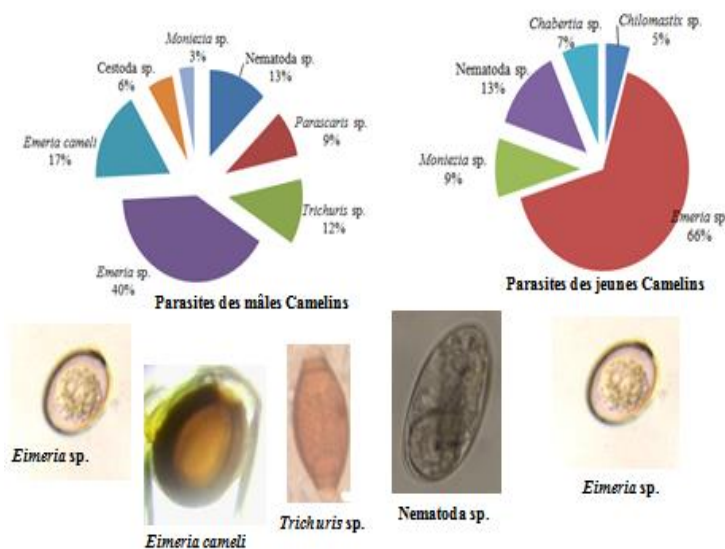 Moniezia sp.
3%
Nematoda sp.
13%
Cestoda sp.
6%
Parascaris sp.
9%
Emeria cameli
17%
Trichuris sp.
12%
Emeria sp.
40%
Parasites des mâles Camelins
Chabertia sp.
7%
Chilomastix sp.
5%
Nematoda sp.
13%
Moniezia sp.
9%
Emeria sp
66%
Parasites des jeunes Camelins
Eimeria sp.
Eimeria cameli
Trichuris sp.
Nematoda sp.
Eimeria sp.